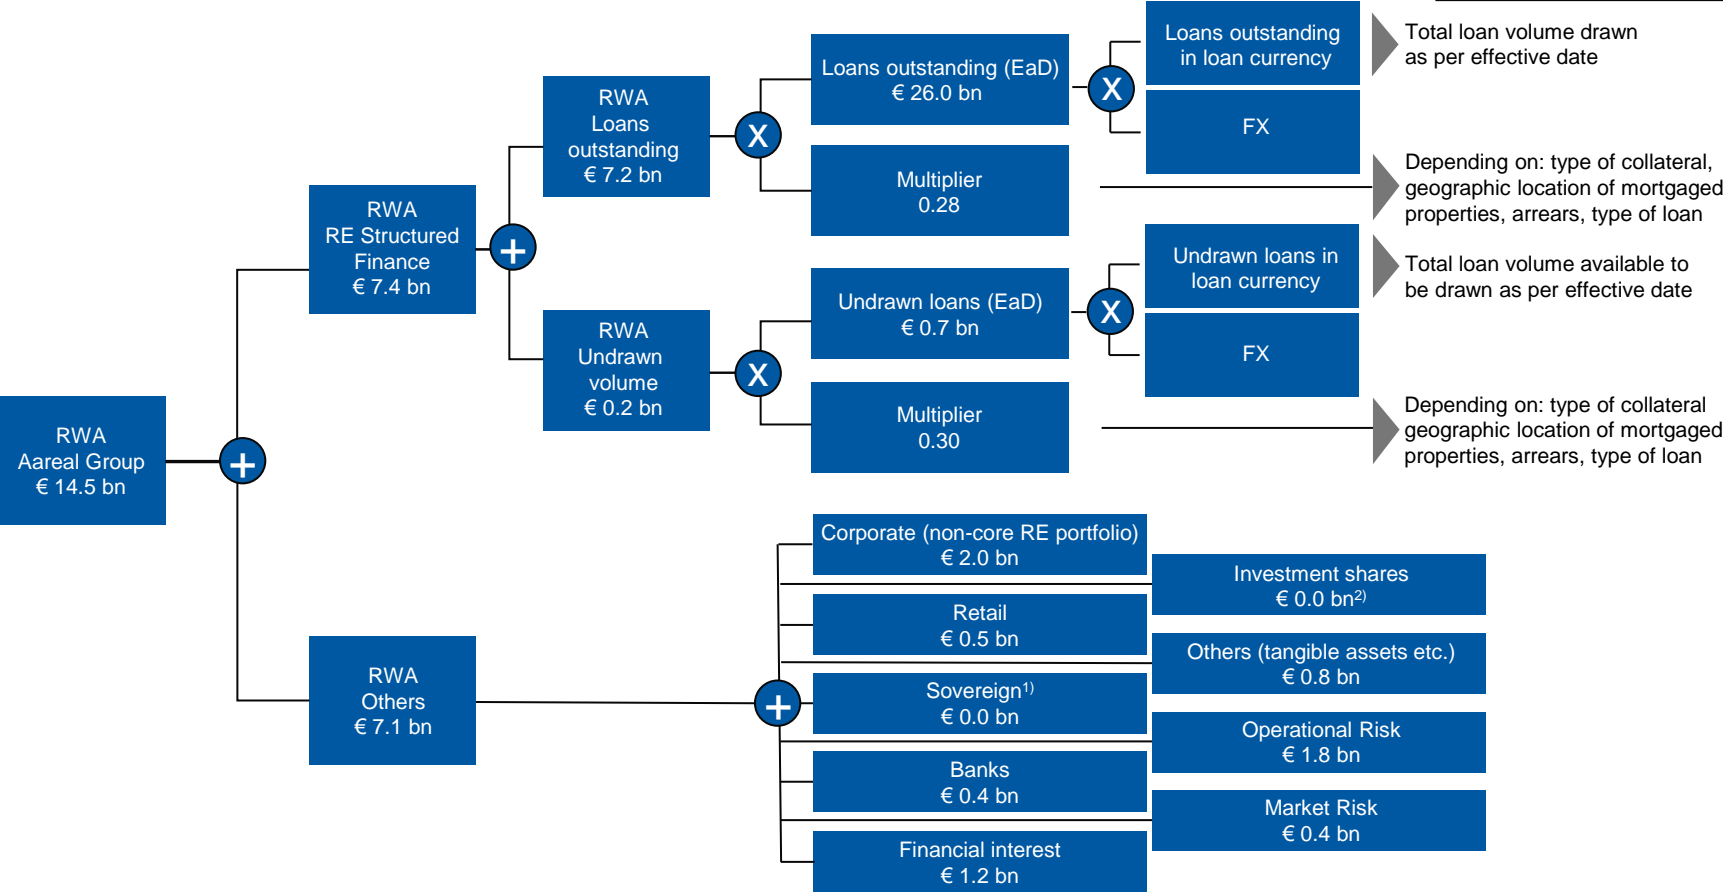 RWA
Aareal Group
€ 14.5 bn
+
RWA
RE Structured
Finance
€ 7.4 bn
+
RWA
Loans
outstanding
€ 7.2 bn
X
Loans outstanding (EaD)
€ 26.0 bn
X
Loans outstanding
in loan currency
Total loan volume drawn
as per effective date
FX
Multiplier
0.28
Depending on: type of collateral,
geographic location of mortgaged
properties, arrears, type of loan
RWA
Undrawn
volume
€ 0.2 bn
X
Undrawn loans (EaD)
€ 0.7 bn
X
Undrawn loans in
loan currency
Total loan volume available to
be drawn as per effective date
FX
Multiplier
0.30
Depending on: type of collateral
geographic location of mortgaged
properties, arrears, type of loan
RWA
Others
€ 7.1 bn
+
Corporate (non-core RE portfolio)
€ 2.0 bn
Investment shares
€ 0.0 bn2)
Retail
€ 0.5 bn
Others (tangible assets etc.)
€ 0.8 bn
Sovereign1)
€ 0.0 bn
Operational Risk
€ 1.8 bn
Banks
€ 0.4 bn
Market Risk
€ 0.4 bn
Financial interest
€ 1.2 bn